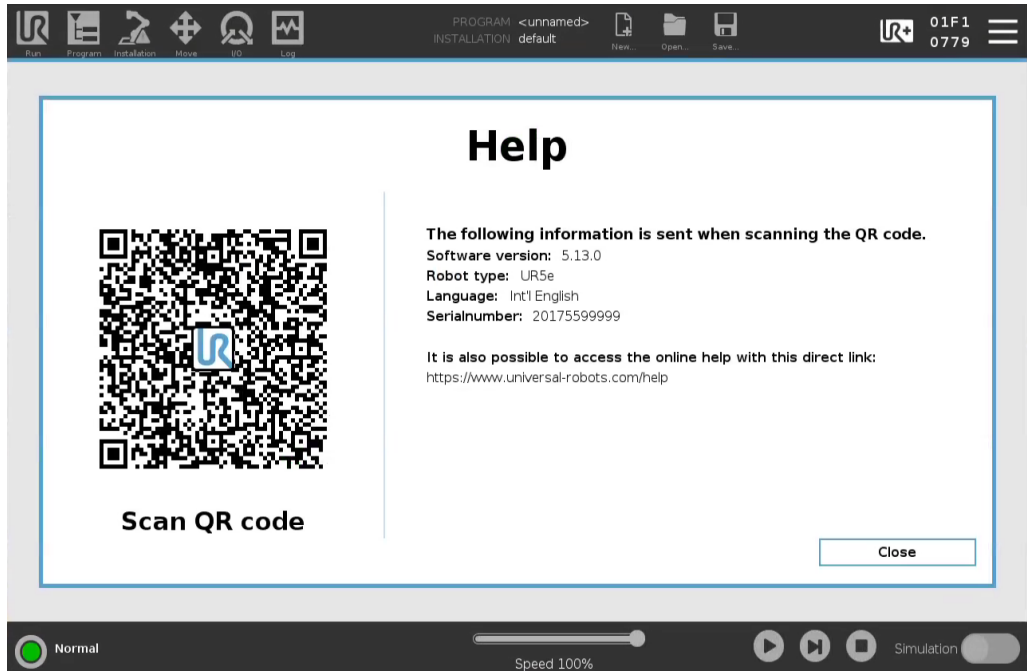 PROGRAM <unnamed>
INSTALLATION default
Run Program Installation Move I/O Log New... Open... Save...
UR+
01F1
0779
Help
The following information is sent when scanning the QR code.
Software version: 5.13.0
Robot type: UR5e
Language: Int'l English
Serialnumber: 20175599999
It is also possible to access the online help with this direct link:
https://www.universal-robots.com/help
UR
Scan QR code
Close
Normal
Speed 100%
Simulation